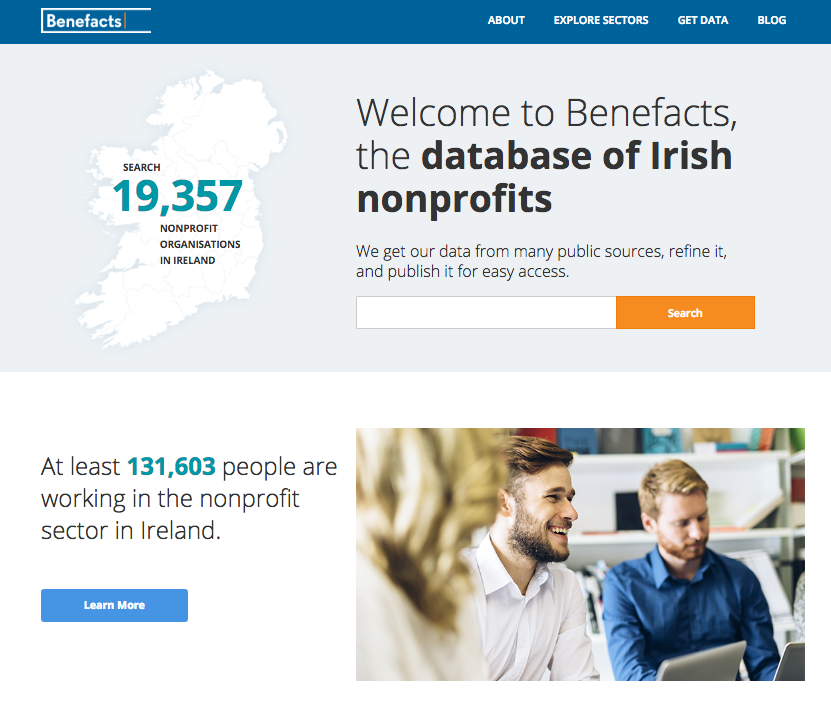 Benefacts
ABOUT EXPLORE SECTORS GET DATA BLOG
SEARCH
19,357
NONPROFIT
ORGANISATIONS
IN IRELAND
Welcome to Benefacts,
the database of Irish
nonprofits
We get our data from many public sources, refine it,
and publish it for easy access.
Search
At least 131,603 people are
working in the nonprofit
sector in Ireland.
Learn More